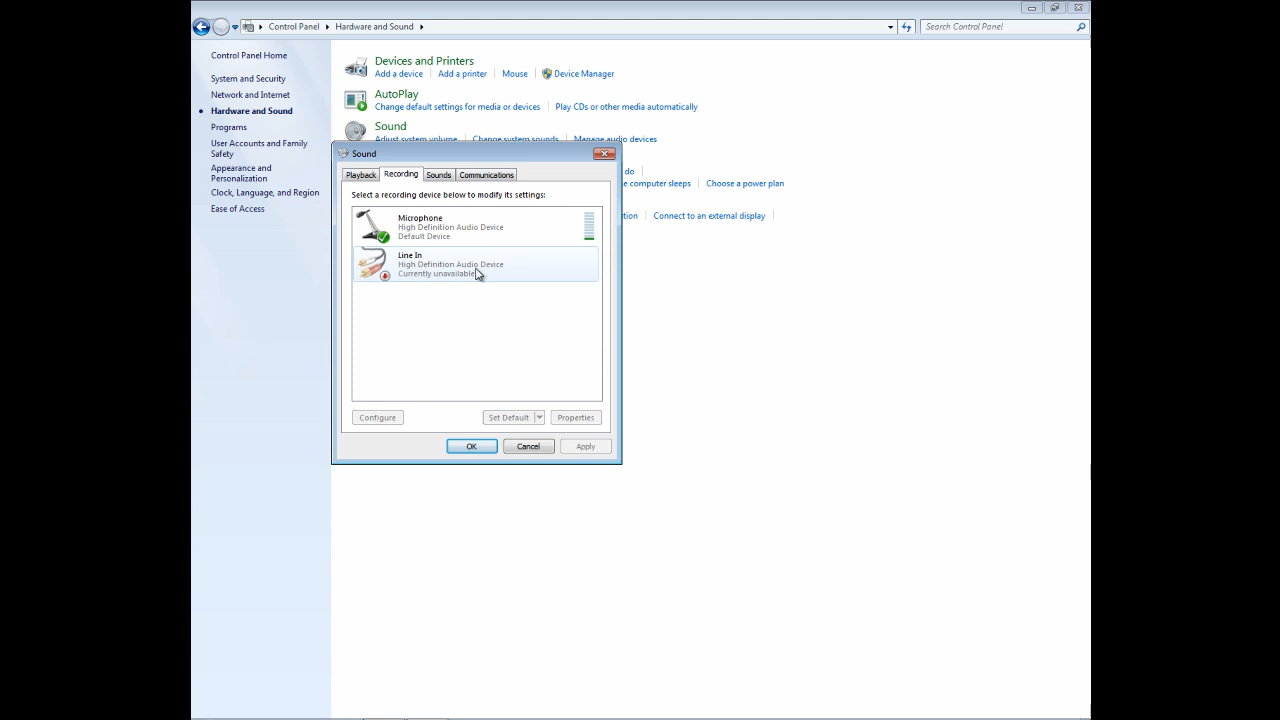 Control Panel
Hardware and Sound
Search Control Panel
Control Panel Home
System and Security
Network and Internet
Hardware and Sound
Programs
User Accounts and Family
Safety
Appearance and
Personalization
Clock, Language, and Region
Ease of Access
Devices and Printers
Add a device
Add a printer
Mouse
Device Manager
AutoPlay
Change default settings for media or devices
Play CDs or other media automatically
Sound
Adjust system volume
Change system sounds
Manage audio devices
do
e computer sleeps
Choose a power plan
tion
Connect to an external display
Sound
Playback
Recording
Sounds
Communications
Select a recording device below to modify its settings:
Microphone
High Definition Audio Device
Default Device
Line In
High Definition Audio Device
Currently unavailable
Configure
Set Default
Properties
OK
Cancel
Apply